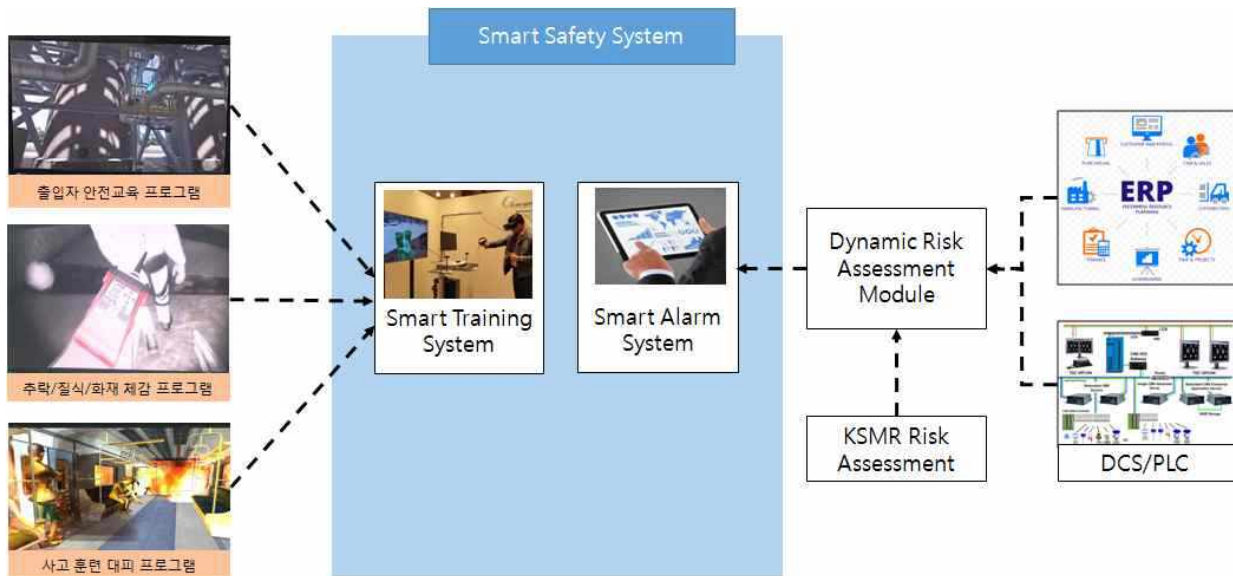 Smart Safety System
출입자 안전교육 프로그램
추락/질식/화재 체감 프로그램
사고 훈련 대피 프로그램
Smart Training
System
Smart Alarm
System
Dynamic Risk
Assessment
Module
KSMR Risk
Assessment
ERP
DCS/PLC